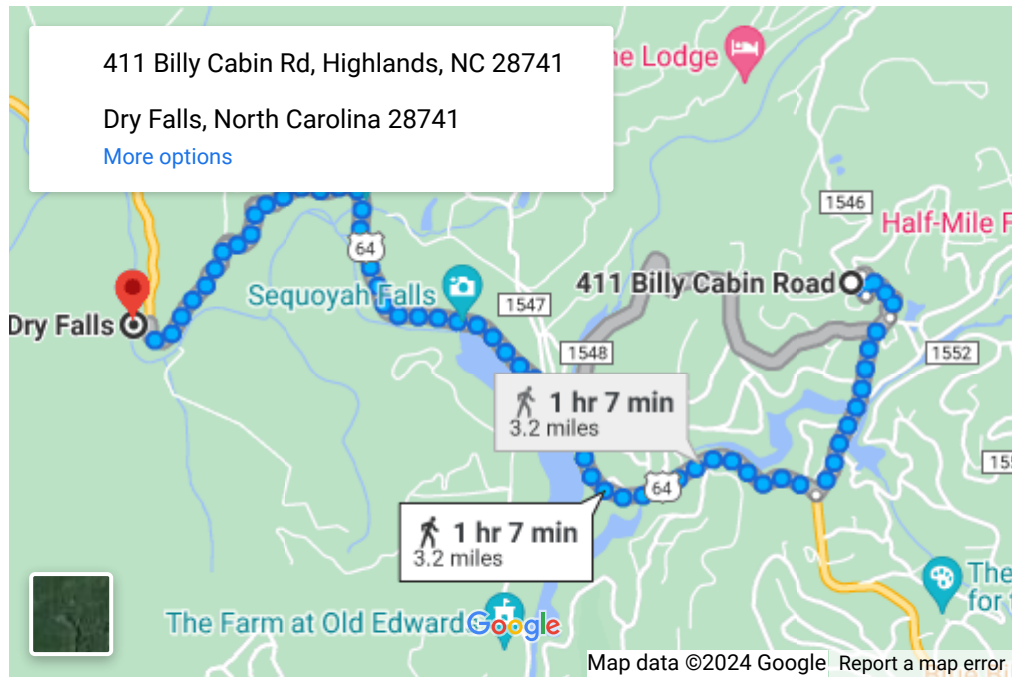 411 Billy Cabin Rd, Highlands, NC 28741
Dry Falls, North Carolina 28741
More options
Lodge
1546
Half-Mile
64
411 Billy Cabin Road
Sequoyah Falls
1547
Dry Falls
1548
1552
1 hr 7 min
3.2 miles
64
1 hr 7 min
3.2 miles
The
for
The Farm at Old Edward
Google
Map data ©2024 Google
Report a map error